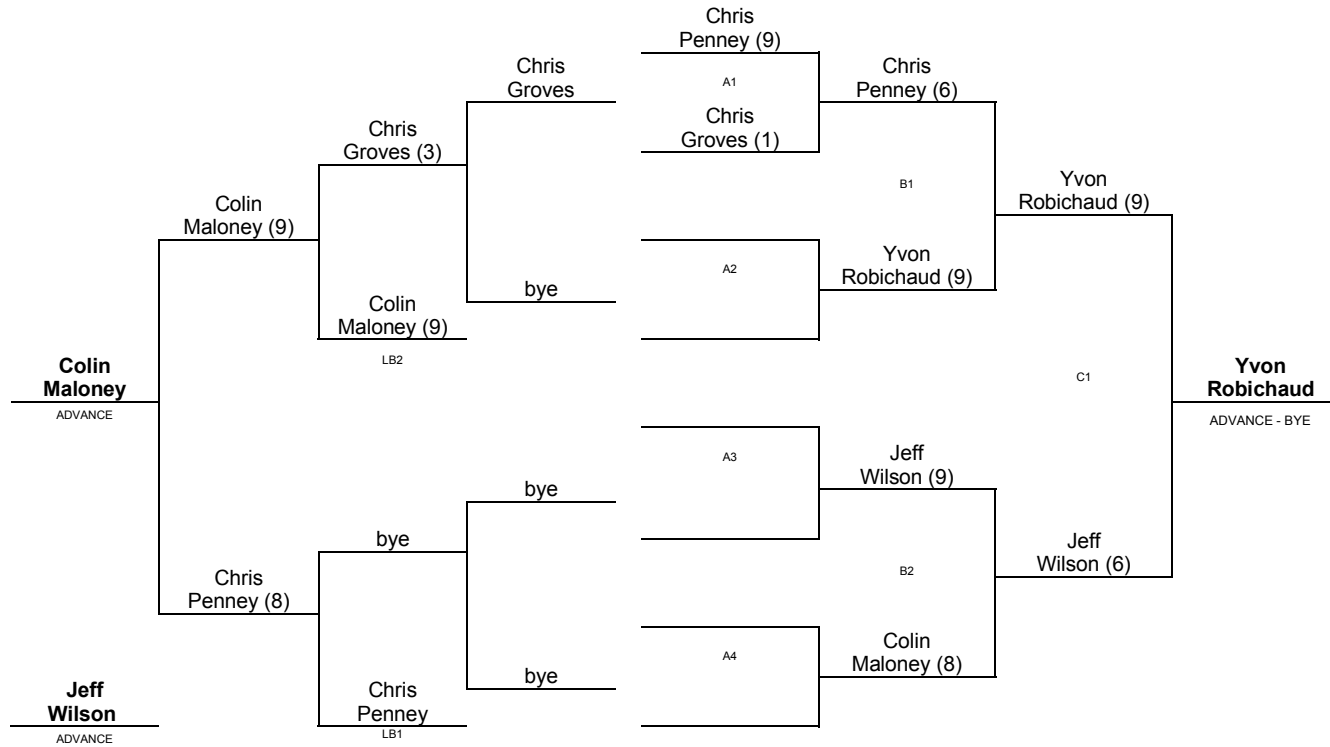 Chris
Penney (9)
Chris
Groves
A1
Chris
Penney (6)
Chris
Groves (3)
Chris
Groves (1)
Colin
Maloney (9)
B1
Yvon
Robichaud (9)
A2
Yvon
Robichaud (9)
bye
Colin
Maloney (9)
LB2
Colin
Maloney
ADVANCE
C1
Yvon
Robichaud
ADVANCE - BYE
A3
Jeff
Wilson (9)
bye
bye
Jeff
Wilson (6)
Chris
Penney (8)
B2
A4
Colin
Maloney (8)
bye
Jeff
Wilson
ADVANCE
Chris
Penney
LB1